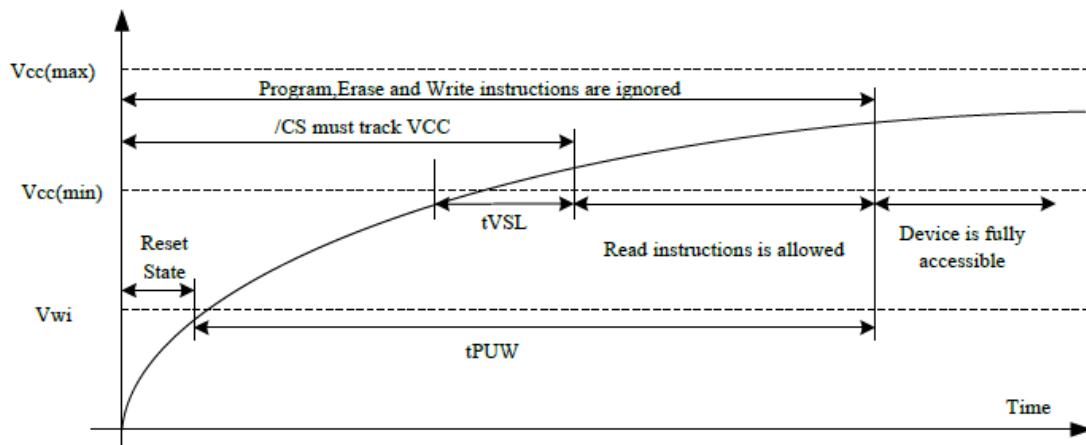 Vcc(max)
Program,Erase and Write instructions are ignored
/CS must track VCC
Vcc(min)
tVSL
Reset
State
Read instructions is allowed
Device is fully
accessible
Vwi
tPUW
Time